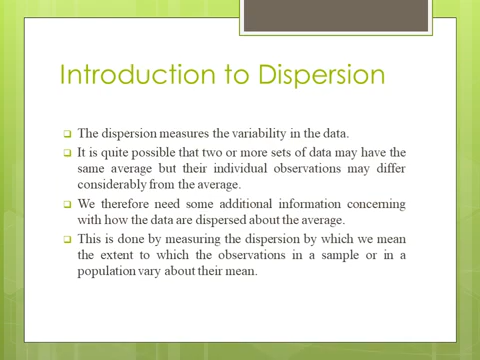 Introduction to Dispersion
The dispersion measures the variability in the data.
It is quite possible that two or more sets of data may have the
same average but their individual observations may differ
considerably from the average.
We therefore need some additional information concerning
with how the data are dispersed about the average.
This is done by measuring the dispersion by which we mean
the extent to which the observations in a sample or in a
population vary about their mean.